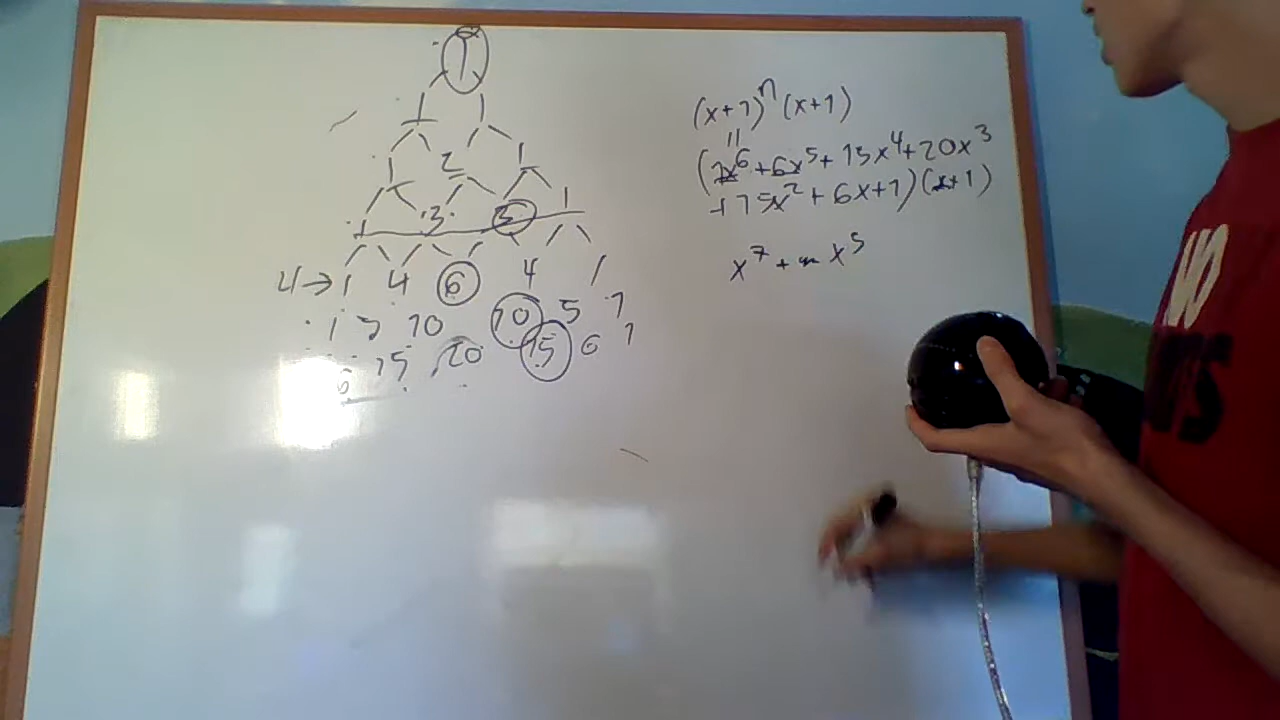 1
1 1
1 2 1
1 3 3 1
4→ 1 4 6 4 1
1 5 10 10 5 1
6 15 20 15 6 1
(x+1)^n (x+1)
=
(1x^6+6x^5+15x^4+20x^3
+15x^2+6x+1)(x+1)
x^7+ x^5
NO